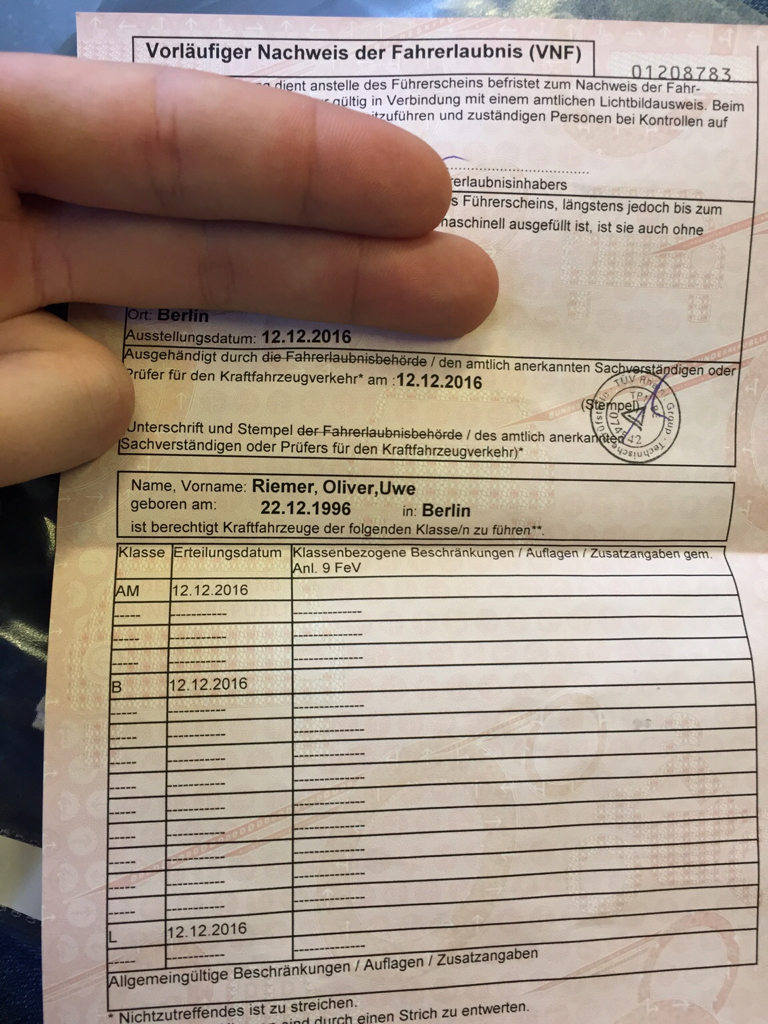 Vorläufiger Nachweis der Fahrerlaubnis (VNF)
01208783
dient anstelle des Führerscheins befristet zum Nachweis der Fahr-
gültig in Verbindung mit einem amtlichen Lichtbildausweis. Beim
itzuführen und zuständigen Personen bei Kontrollen auf
erlaubnisinhabers
s Führerscheins, längstens jedoch bis zum
maschinell ausgefüllt ist, ist sie auch ohne
Ort: Berlin
Ausstellungsdatum: 12.12.2016
Ausgehändigt durch die Fahrerlaubnisbehörde / den amtlich anerkannten Sachverständigen oder
Prüfer für den Kraftfahrzeugverkehr* am :12.12.2016
(Stempel)
Unterschrift und Stempel der Fahrerlaubnisbehörde / des amtlich anerkannten
Sachverständigen oder Prüfers für den Kraftfahrzeugverkehr)*
Name, Vorname: Riemer, Oliver,Uwe
geboren am: 22.12.1996 in: Berlin
ist berechtigt Kraftfahrzeuge der folgenden Klasse/n zu führen**.
Klasse Erteilungsdatum Klassenbezogene Beschränkungen / Auflagen / Zusatzangaben gem.
Anl. 9 FeV
AM 12.12.2016
----- ----------- -------------
----- ----------- -------------
----- ----------- -------------
B 12.12.2016
----- ----------- -------------
----- ----------- -------------
----- ----------- -------------
----- ----------- -------------
----- ----------- -------------
----- ----------- -------------
----- ----------- -------------
----- ----------- -------------
----- ----------- -------------
L 12.12.2016
----- ----------- -------------
Allgemeingültige Beschränkungen / Auflagen / Zusatzangaben
* Nichtzutreffendes ist zu streichen.
sind durch einen Strich zu entwerten.